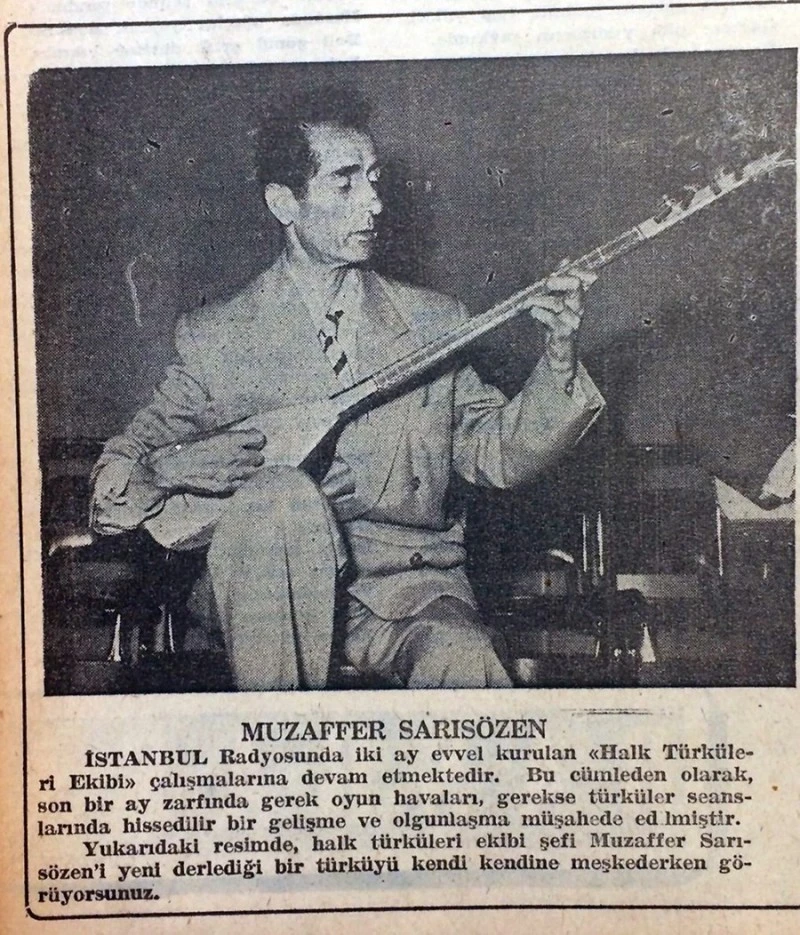 MUZAFFER SARISÖZEN
İSTANBUL Radyosunda iki ay evvel kurulan «Halk Türküle-
ri Ekibi» çalışmalarına devam etmektedir. Bu cümleden olarak,
son bir ay zarfında gerek oyun havaları, gerekse türküler seans-
larında hissedilir bir gelişme ve olgunlaşma müşahede ed lmiştir.
Yukarıdaki resimde, halk türküleri ekibi şefi Muzaffer Sarı-
sözen'i yeni derlediği bir türküyü kendi kendine meşkederken gö-
rüyorsunuz.